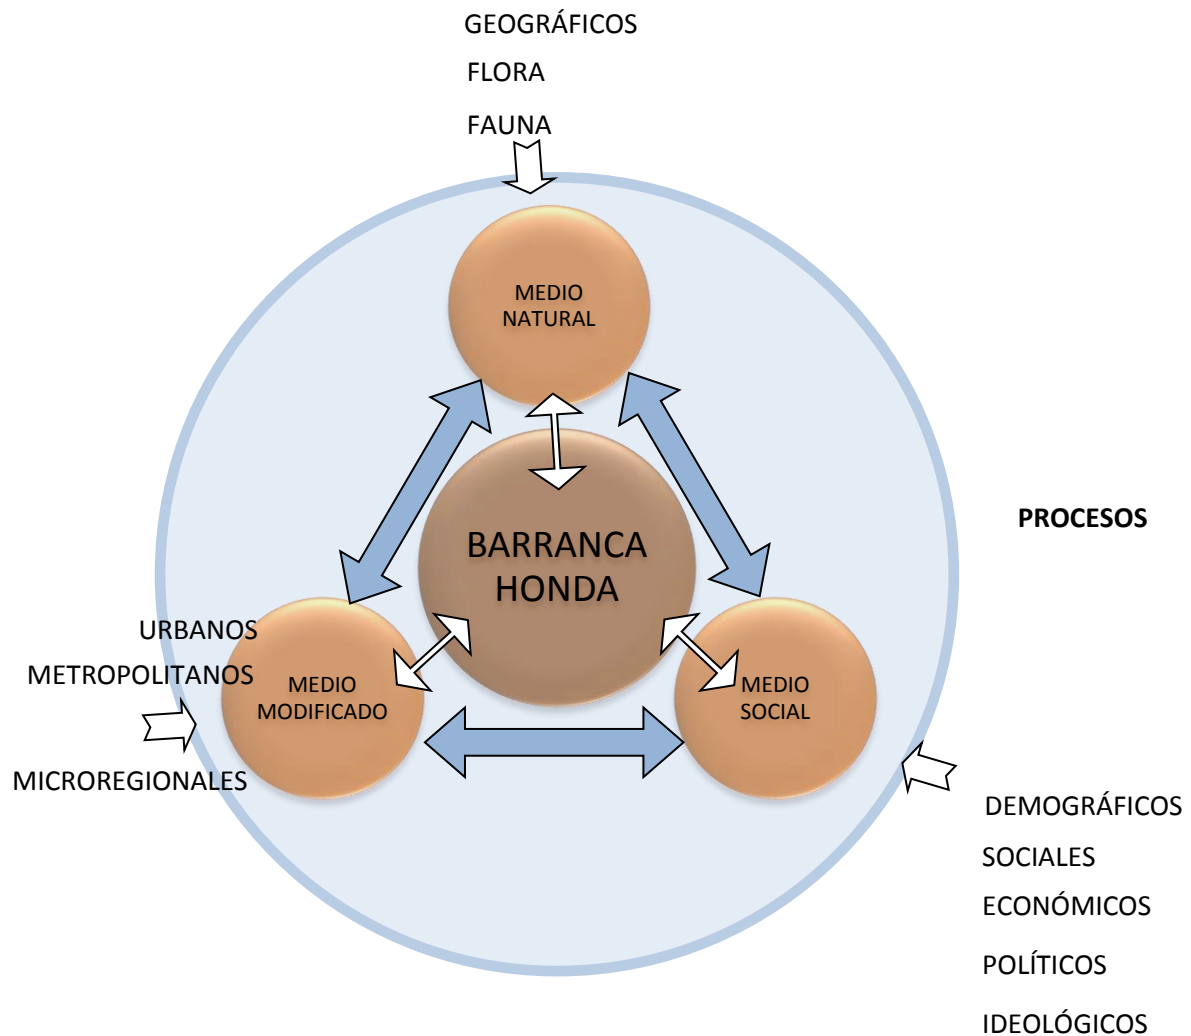 GEOGRÁFICOS
FLORA
FAUNA
MEDIO
NATURAL
PROCESOS
BARRANCA
HONDA
URBANOS
METROPOLITANOS
MICROREGIONALES
MEDIO
MODIFICADO
MEDIO
SOCIAL
DEMOGRÁFICOS
SOCIALES
ECONÓMICOS
POLÍTICOS
IDEOLÓGICOS